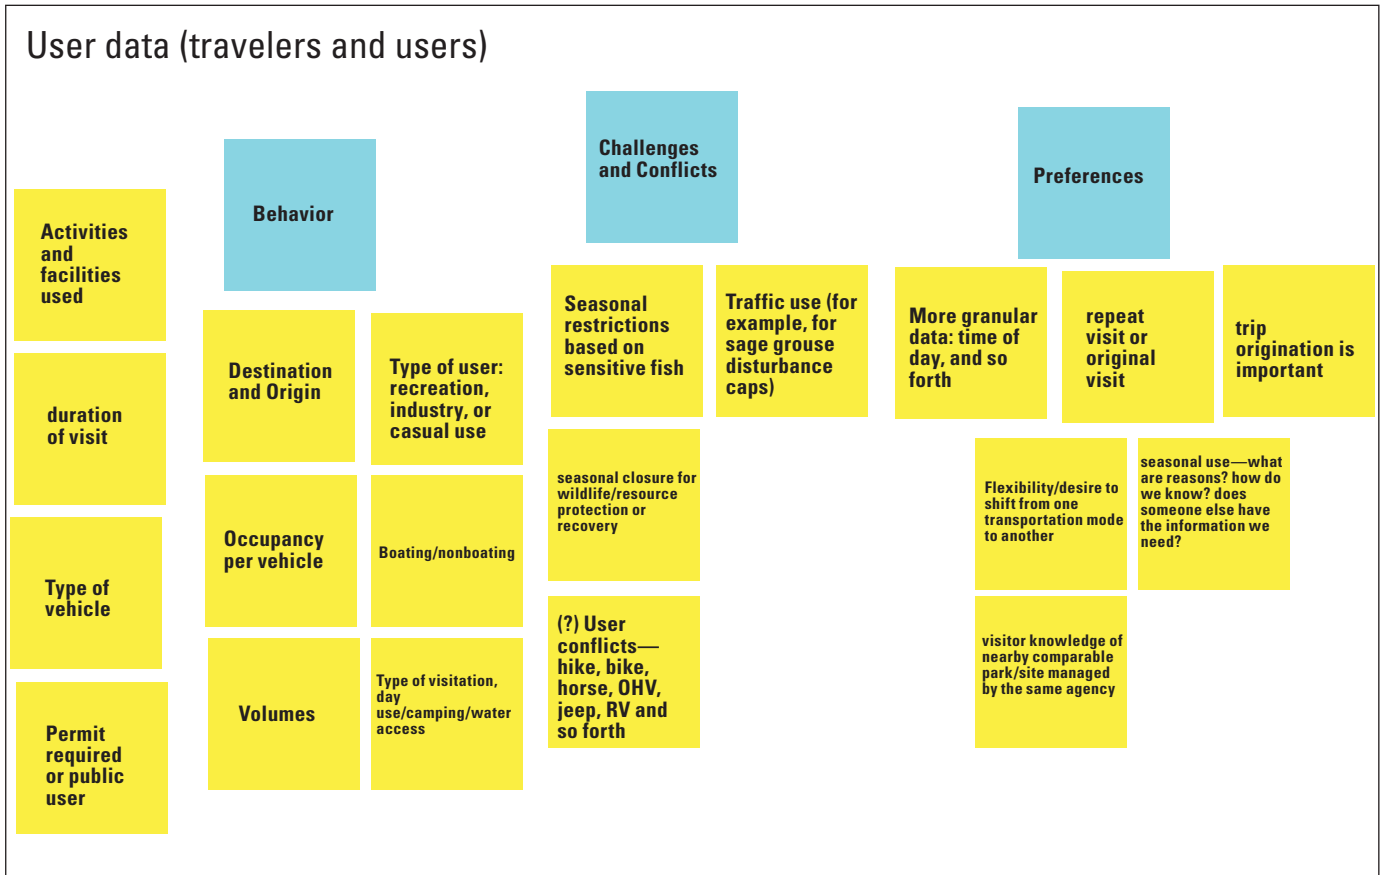 User data (travelers and users)
Activities
and
facilities
used
duration
of visit
Type of
vehicle
Permit
required
or public
user
Behavior
Destination
and Origin
Type of user:
recreation,
industry, or
casual use
Occupancy
per vehicle
Boating/nonboating
Volumes
Type of visitation,
day
use/camping/water
access
Challenges
and Conflicts
Seasonal
restrictions
based on
sensitive fish
Traffic use (for
example, for
sage grouse
disturbance
caps)
seasonal closure for
wildlife/resource
protection or
recovery
(?) User
conflicts—
hike, bike,
horse, OHV,
jeep, RV and
so forth
Preferences
More granular
data: time of
day, and so
forth
repeat
visit or
original
visit
trip
origination is
important
Flexibility/desire to
shift from one
transportation mode
to another
seasonal use—what
are reasons? how do
we know? does
someone else have
the information we
need?
visitor knowledge of
nearby comparable
park/site managed
by the same agency